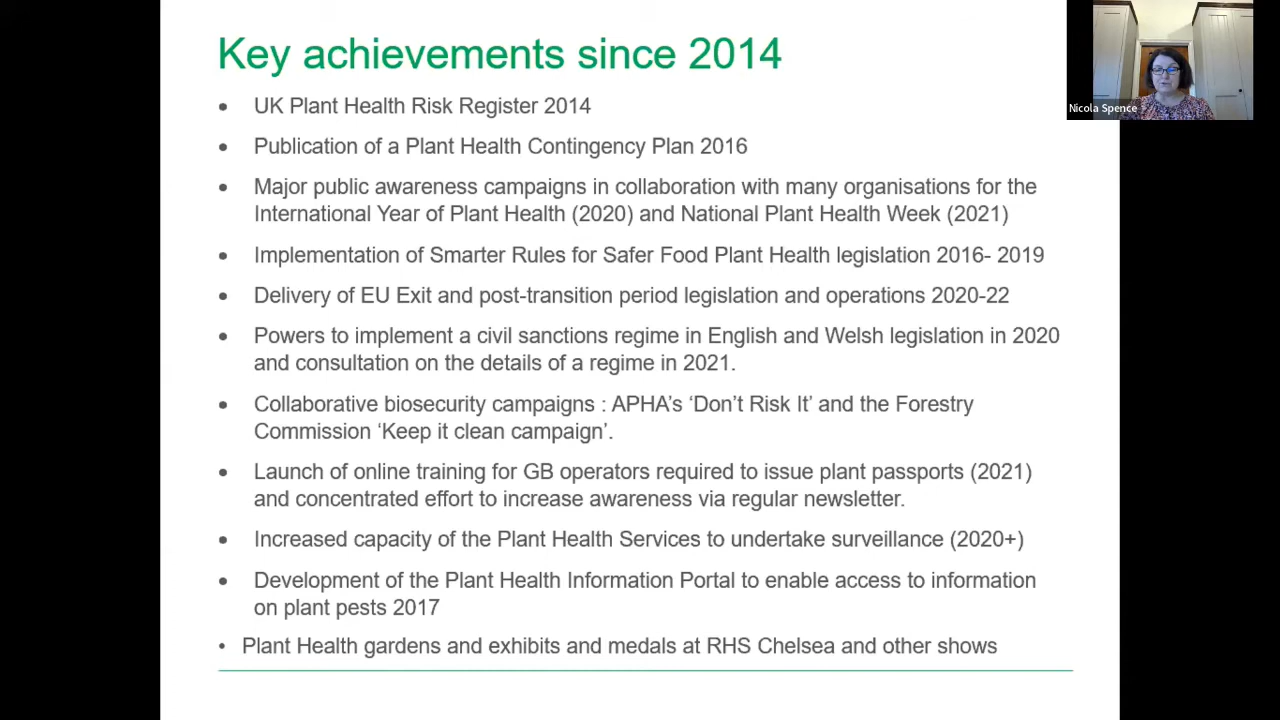 Key achievements since 2014
Nicola Spence
• UK Plant Health Risk Register 2014
• Publication of a Plant Health Contingency Plan 2016
• Major public awareness campaigns in collaboration with many organisations for the
International Year of Plant Health (2020) and National Plant Health Week (2021)
• Implementation of Smarter Rules for Safer Food Plant Health legislation 2016- 2019
• Delivery of EU Exit and post-transition period legislation and operations 2020-22
• Powers to implement a civil sanctions regime in English and Welsh legislation in 2020
and consultation on the details of a regime in 2021.
• Collaborative biosecurity campaigns : APHA’s ‘Don’t Risk It’ and the Forestry
Commission ‘Keep it clean campaign’.
• Launch of online training for GB operators required to issue plant passports (2021)
and concentrated effort to increase awareness via regular newsletter.
• Increased capacity of the Plant Health Services to undertake surveillance (2020+)
• Development of the Plant Health Information Portal to enable access to information
on plant pests 2017
• Plant Health gardens and exhibits and medals at RHS Chelsea and other shows